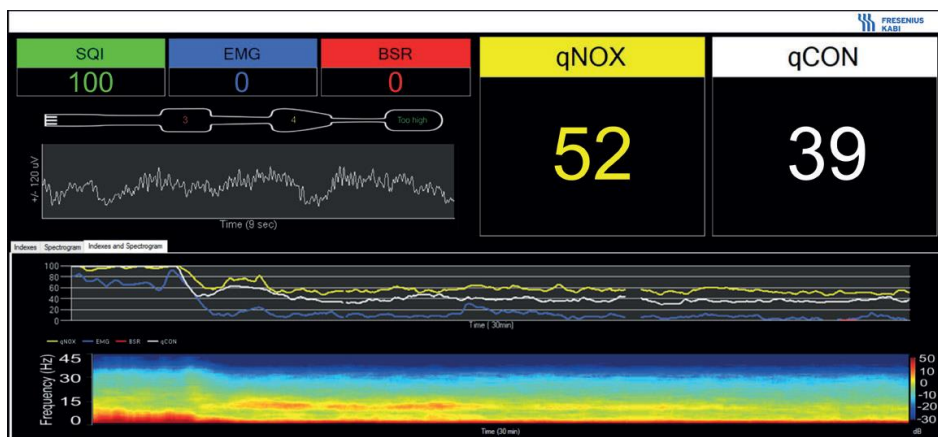 FRESENIUS
KABI
SQI
EMG
BSR
qNOX
qCON
100
0
0
52
39
3
4
Too high
+/- 120 uV
Time (9 sec)
Indexes
Spectrogram
Indexes and Spectrogram
100
80
60
40
20
0
Time ( 30min)
qNOX
EMG
BSR
qCON
Frequency (Hz)
45
30
15
0
50
10
0
-10
-20
-30
dB
Time (30 min)